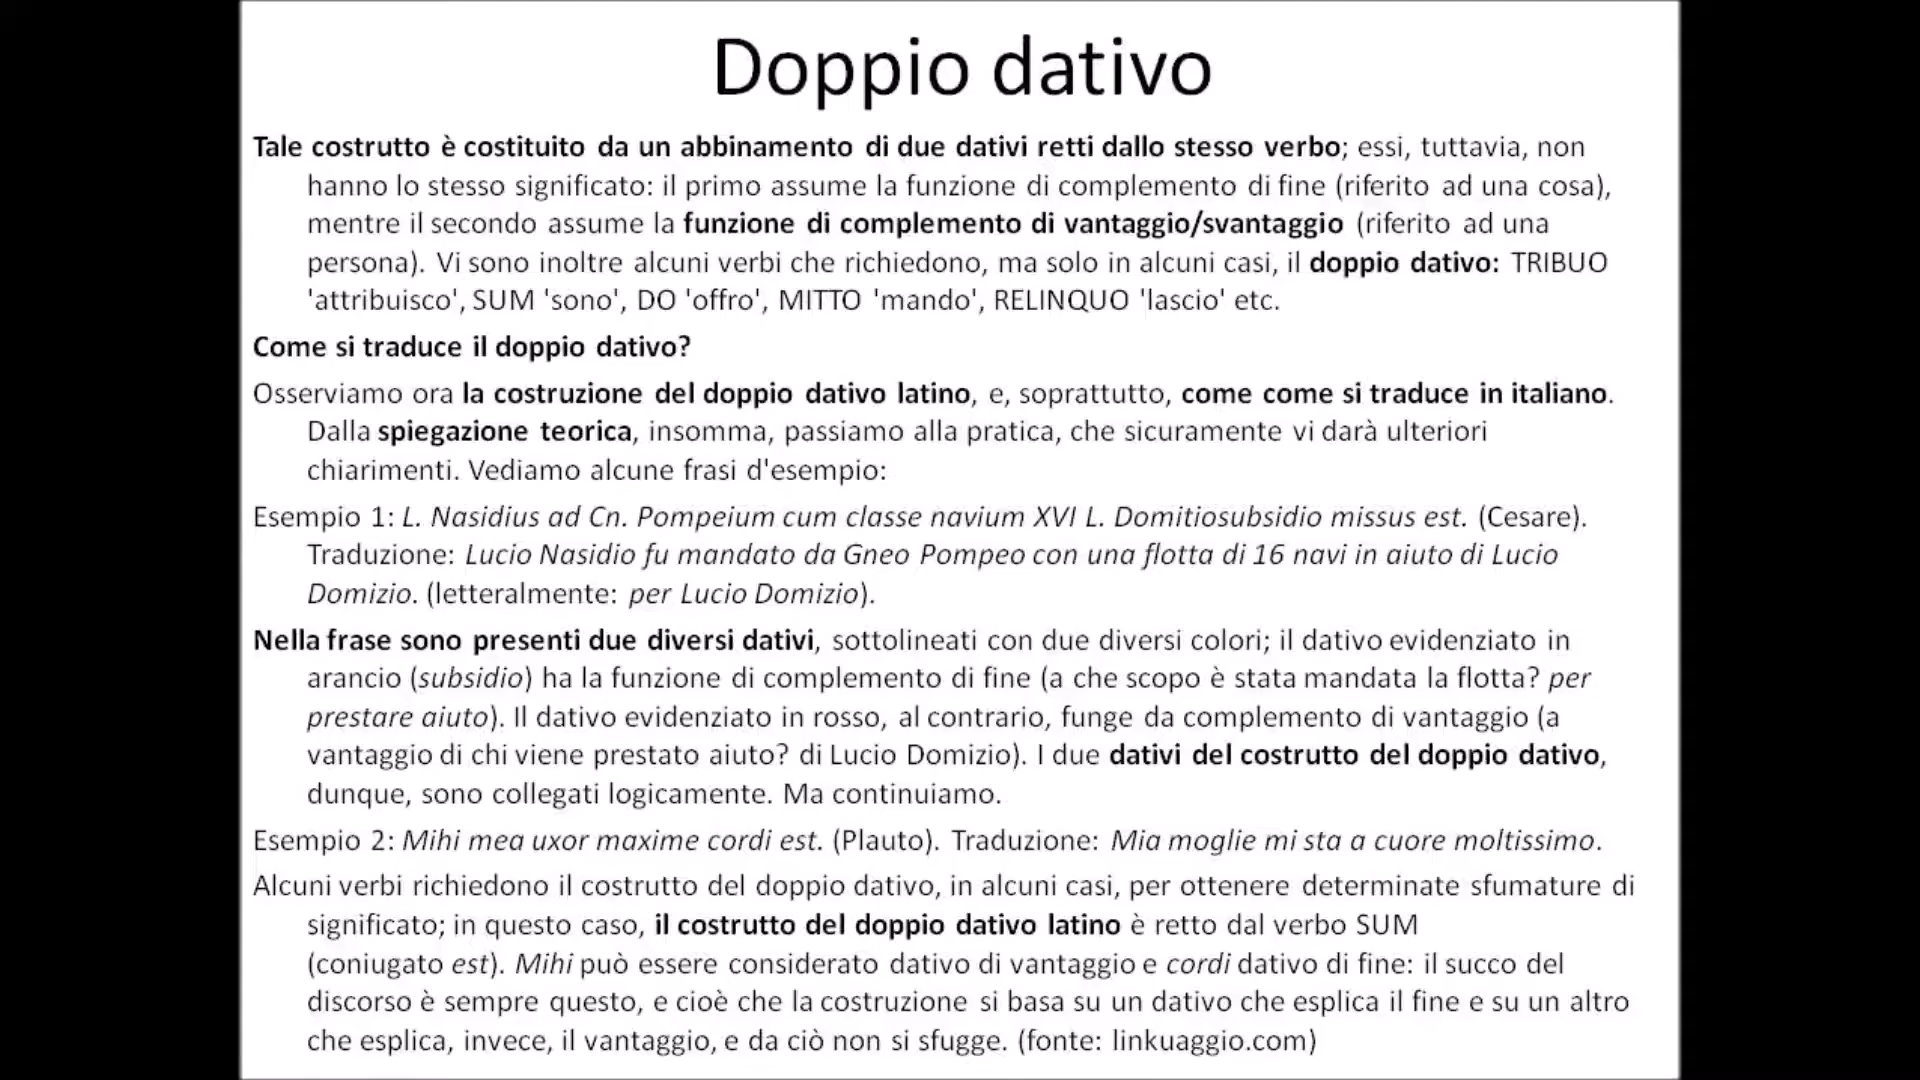 Doppio dativo
Tale costrutto è costituito da un abbinamento di due dativi retti dallo stesso verbo; essi, tuttavia, non
hanno lo stesso significato: il primo assume la funzione di complemento di fine (riferito ad una cosa),
mentre il secondo assume la funzione di complemento di vantaggio/svantaggio (riferito ad una
persona). Vi sono inoltre alcuni verbi che richiedono, ma solo in alcuni casi, il doppio dativo: TRIBUO
'attribuisco', SUM 'sono', DO 'offro', MITTO 'mando', RELINQUO 'lascio' etc.
Come si traduce il doppio dativo?
Osserviamo ora la costruzione del doppio dativo latino, e, soprattutto, come come si traduce in italiano.
Dalla spiegazione teorica, insomma, passiamo alla pratica, che sicuramente vi darà ulteriori
chiarimenti. Vediamo alcune frasi d'esempio:
Esempio 1: L. Nasidius ad Cn. Pompeium cum classe navium XVI L. Domitiosubsidio missus est. (Cesare).
Traduzione: Lucio Nasidio fu mandato da Gneo Pompeo con una flotta di 16 navi in aiuto di Lucio
Domizio. (letteralmente: per Lucio Domizio).
Nella frase sono presenti due diversi dativi, sottolineati con due diversi colori; il dativo evidenziato in
arancio (subsidio) ha la funzione di complemento di fine (a che scopo è stata mandata la flotta? per
prestare aiuto). Il dativo evidenziato in rosso, al contrario, funge da complemento di vantaggio (a
vantaggio di chi viene prestato aiuto? di Lucio Domizio). I due dativi del costrutto del doppio dativo,
dunque, sono collegati logicamente. Ma continuiamo.
Esempio 2: Mihi mea uxor maxime cordi est. (Plauto). Traduzione: Mia moglie mi sta a cuore moltissimo.
Alcuni verbi richiedono il costrutto del doppio dativo, in alcuni casi, per ottenere determinate sfumature di
significato; in questo caso, il costrutto del doppio dativo latino è retto dal verbo SUM
(coniugato est). Mihi può essere considerato dativo di vantaggio e cordi dativo di fine: il succo del
discorso è sempre questo, e cioè che la costruzione si basa su un dativo che esplica il fine e su un altro
che esplica, invece, il vantaggio, e da ciò non si sfugge. (fonte: linkuaggio.com)